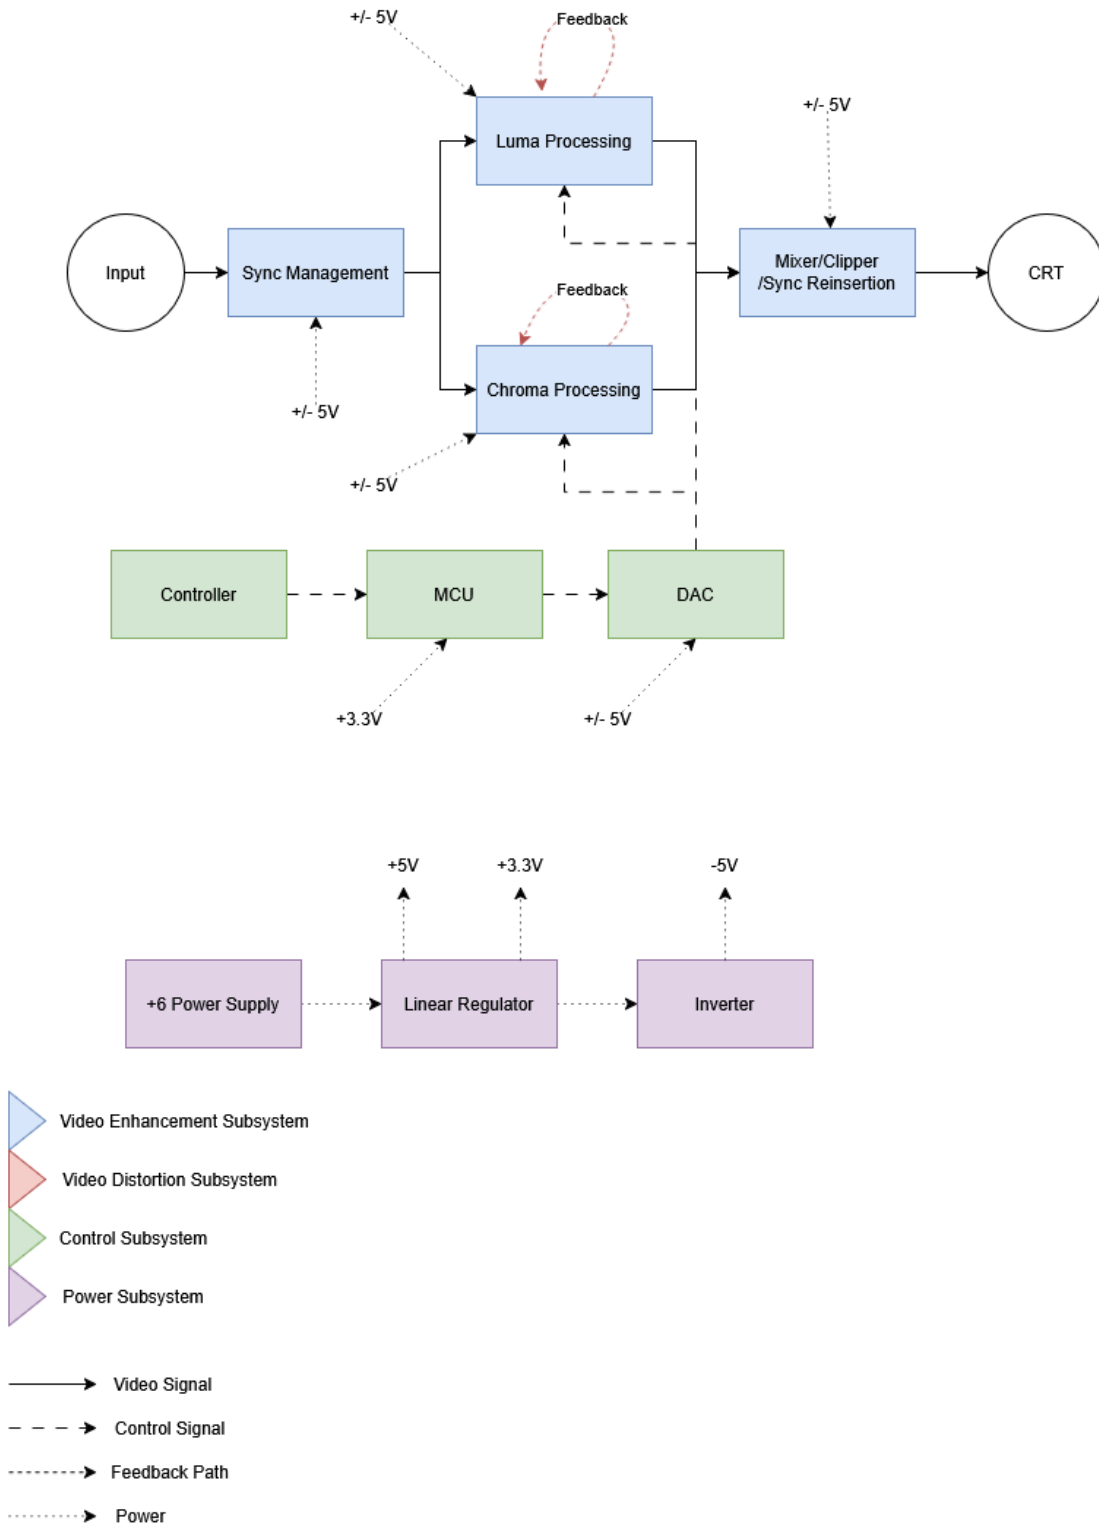 +/- 5V
Feedback
+/- 5V
Luma Processing
Input
Sync Management
Mixer/Clipper
/Sync Reinsertion
CRT
Feedback
Chroma Processing
+/- 5V
+/- 5V
Controller
MCU
DAC
+3.3V
+/- 5V
+5V
+3.3V
-5V
+6 Power Supply
Linear Regulator
Inverter
Video Enhancement Subsystem
Video Distortion Subsystem
Control Subsystem
Power Subsystem
Video Signal
Control Signal
Feedback Path
Power